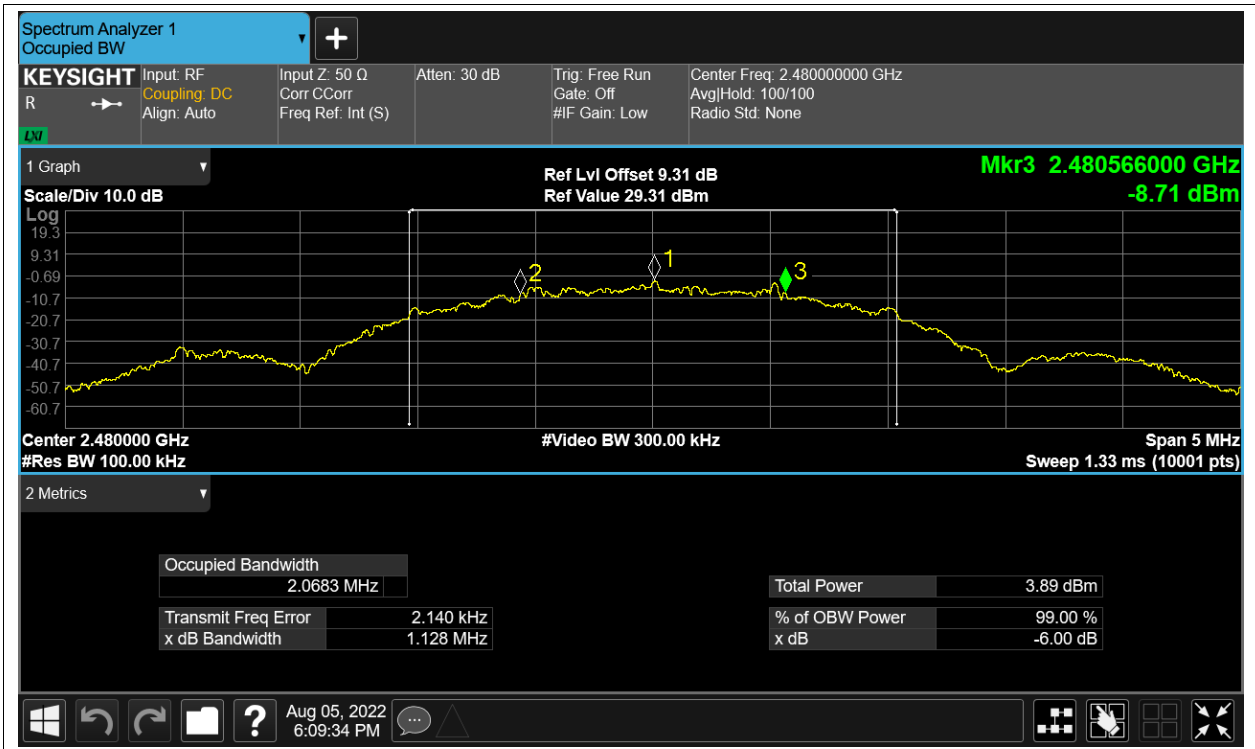 Spectrum Analyzer 1
Occupied BW
+
KEYSIGHT
R
LXI
Input: RF
Coupling: DC
Align: Auto
Input Z: 50 Ω
Corr CCorr
Freq Ref: Int (S)
Atten: 30 dB
Trig: Free Run
Gate: Off
#IF Gain: Low
Center Freq: 2.480000000 GHz
Avg|Hold: 100/100
Radio Std: None
1 Graph
Scale/Div 10.0 dB
Ref Lvl Offset 9.31 dB
Ref Value 29.31 dBm
Mkr3 2.480566000 GHz
-8.71 dBm
Log
19.3
9.31
-0.69
-10.7
-20.7
-30.7
-40.7
-50.7
-60.7
2
1
3
Center 2.480000 GHz
#Res BW 100.00 kHz
#Video BW 300.00 kHz
Span 5 MHz
Sweep 1.33 ms (10001 pts)
2 Metrics
Occupied Bandwidth
2.0683 MHz
Transmit Freq Error 2.140 kHz
x dB Bandwidth 1.128 MHz
Total Power 3.89 dBm
% of OBW Power 99.00 %
x dB -6.00 dB
?
Aug 05, 2022
6:09:34 PM